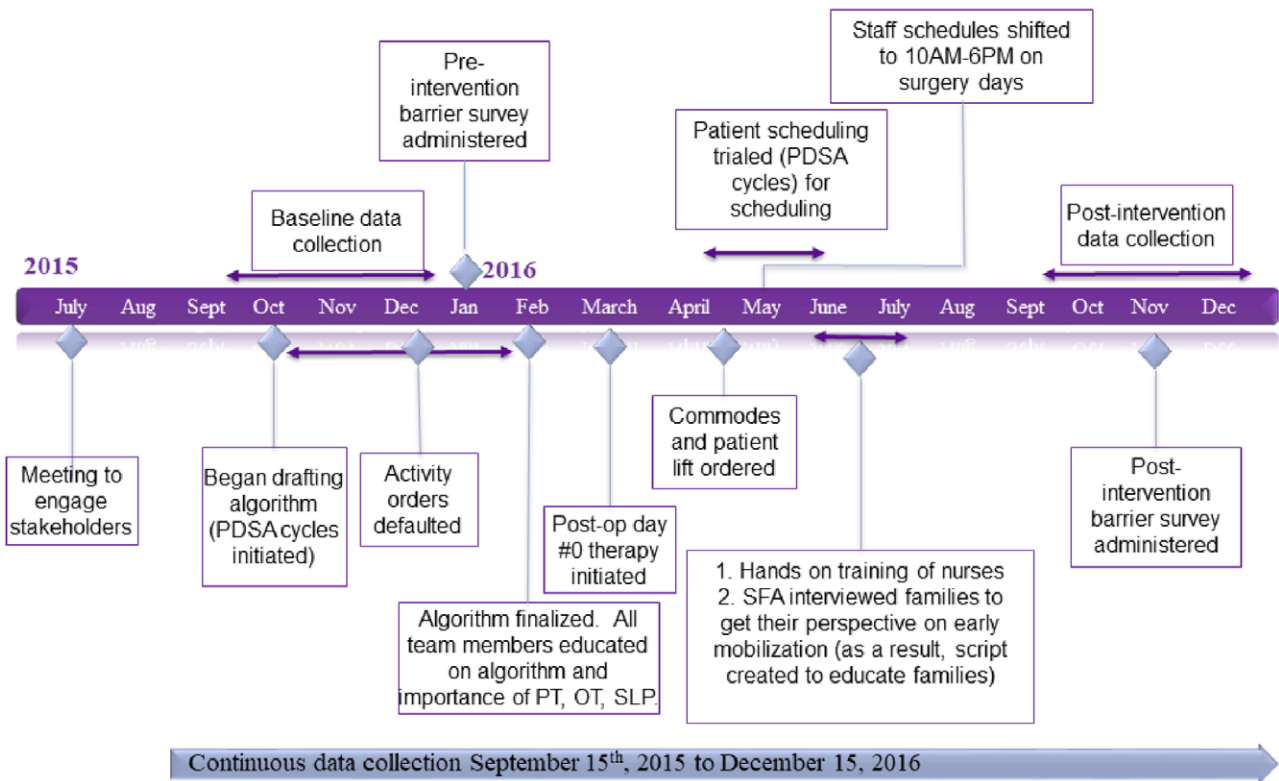 Pre-
intervention
barrier survey
administered
Staff schedules shifted
to 10AM-6PM on
surgery days
Patient scheduling
trialed (PDSA
cycles) for
scheduling
Baseline data
collection
Post-intervention
data collection
2015
2016
July Aug Sept Oct Nov Dec Jan Feb March April May June July Aug Sept Oct Nov Dec
Meeting to
engage
stakeholders
Began drafting
algorithm
(PDSA cycles
initiated)
Activity
orders
defaulted
Algorithm finalized. All
team members educated
on algorithm and
importance of PT, OT, SLP.
Post-op day
#0 therapy
initiated
Commodes
and patient
lift ordered
1. Hands on training of nurses
2. SFA interviewed families to
get their perspective on early
mobilization (as a result, script
created to educate families)
Post-
intervention
barrier survey
administered
Continuous data collection September 15th, 2015 to December 15, 2016